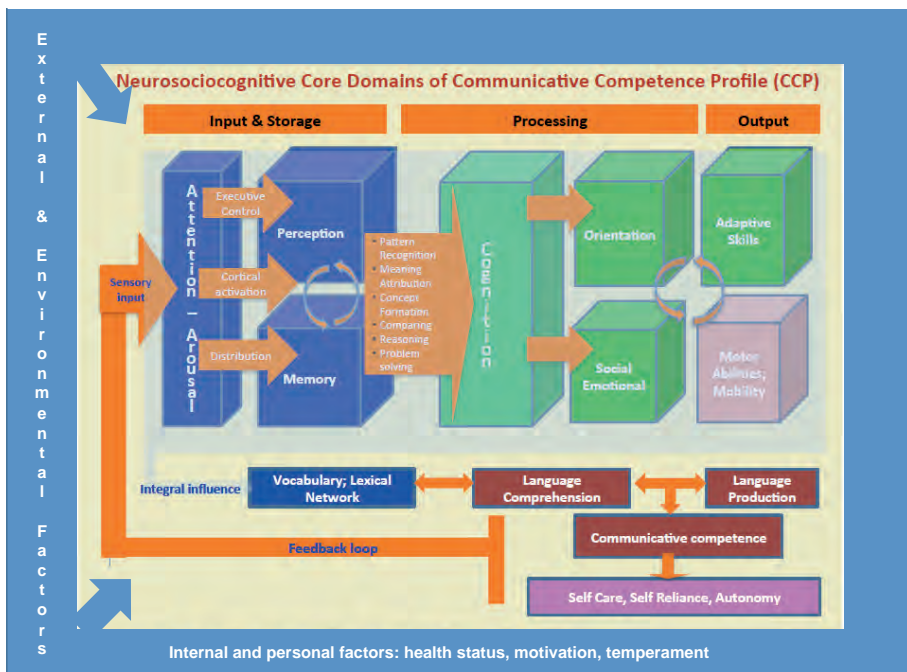 External & Environmental Factors
Neurosociocognitive Core Domains of Communicative Competence Profile (CCP)
Input & Storage
Processing
Output
Sensory
input
Attention – Arousal
Executive
Control
Cortical
activation
Distribution
Perception
Memory
• Pattern
Recognition
• Meaning
Attribution
• Concept
Formation
• Comparing
• Reasoning
• Problem
solving
Cognition
Orientation
Social
Emotional
Adaptive
Skills
Motor
Abilities;
Mobility
Integral influence
Vocabulary; Lexical
Network
Language
Comprehension
Language
Production
Communicative competence
Feedback loop
Self Care, Self Reliance, Autonomy
Internal and personal factors: health status, motivation, temperament